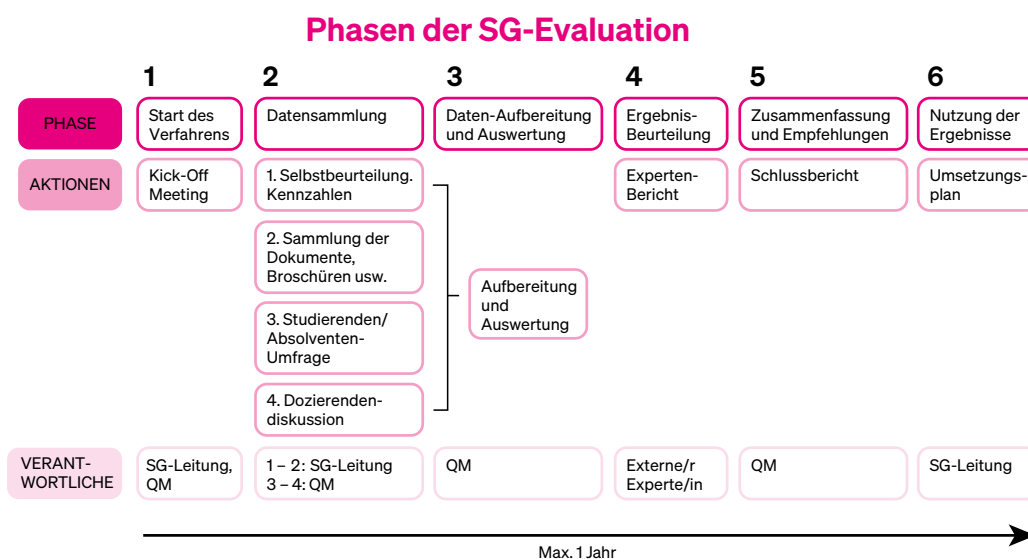 Phasen der SG-Evaluation
1
2
3
4
5
6
PHASE
Start des
Verfahrens
Datensammlung
Daten-Aufbereitung
und Auswertung
Ergebnis-
Beurteilung
Zusammenfassung
und Empfehlungen
Nutzung der
Ergebnisse
AKTIONEN
Kick-Off
Meeting
1. Selbstbeurteilung.
Kennzahlen
2. Sammlung der
Dokumente,
Broschüren usw.
3. Studierenden/
Absolventen-
Umfrage
4. Dozierenden-
diskussion
Aufbereitung
und
Auswertung
Experten-
Bericht
Schlussbericht
Umsetzungs-
plan
VERANT-
WORTLICHE
SG-Leitung,
QM
1 – 2: SG-Leitung
3 – 4: QM
QM
Externe/r
Experte/in
QM
SG-Leitung
Max. 1 Jahr